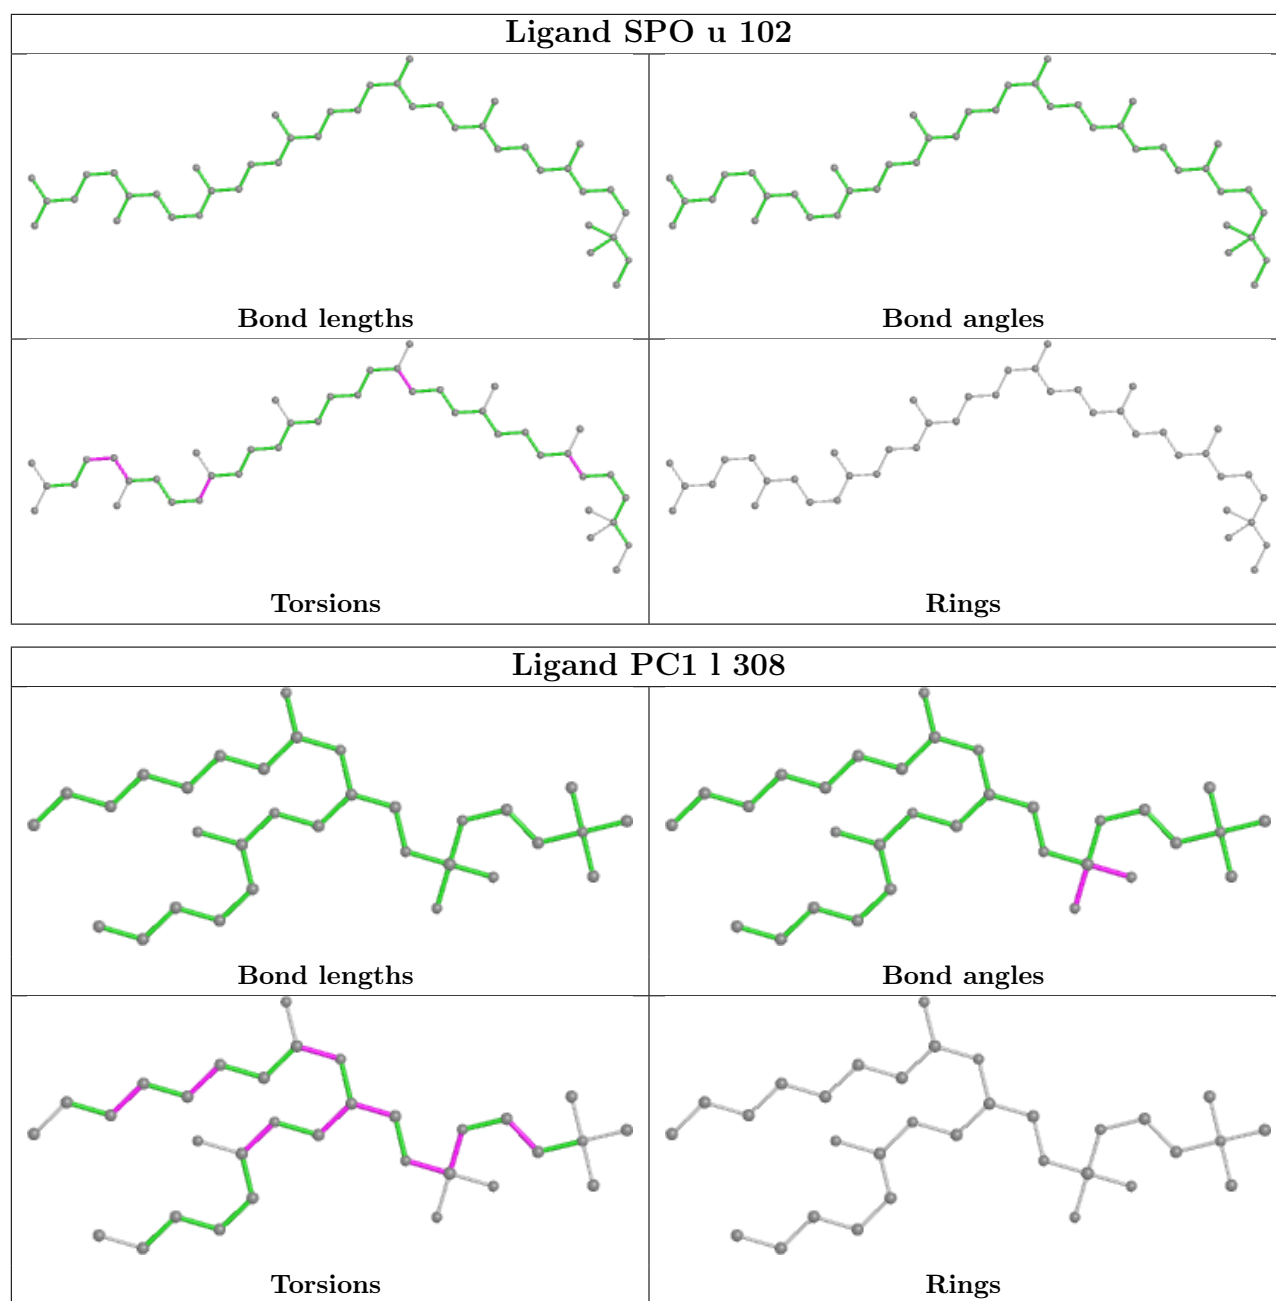 Ligand SPO u 102
Bond lengths
Bond angles
Torsions
Rings
Ligand PC1 l 308
Bond lengths
Bond angles
Torsions
Rings